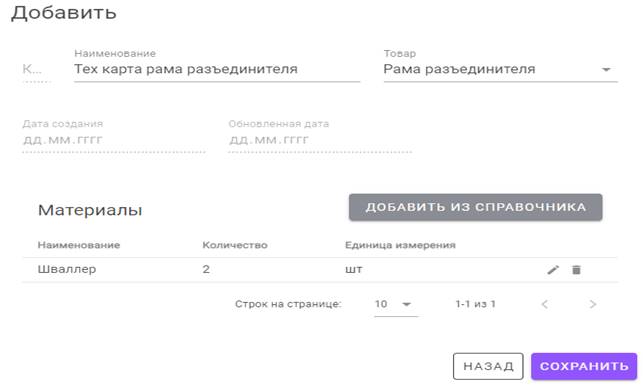 Добавить
К... Наименование Товар
Тех карта рама разъединителя Рама разъединителя
Дата создания Обновленная дата
ДД.ММ.ГГГГ ДД.ММ.ГГГГ
Материалы ДОБАВИТЬ ИЗ СПРАВОЧНИКА
Наименование Количество Единица измерения
Шваллер 2 шт
Строк на странице: 10 1-1 из 1
НАЗАД СОХРАНИТЬ